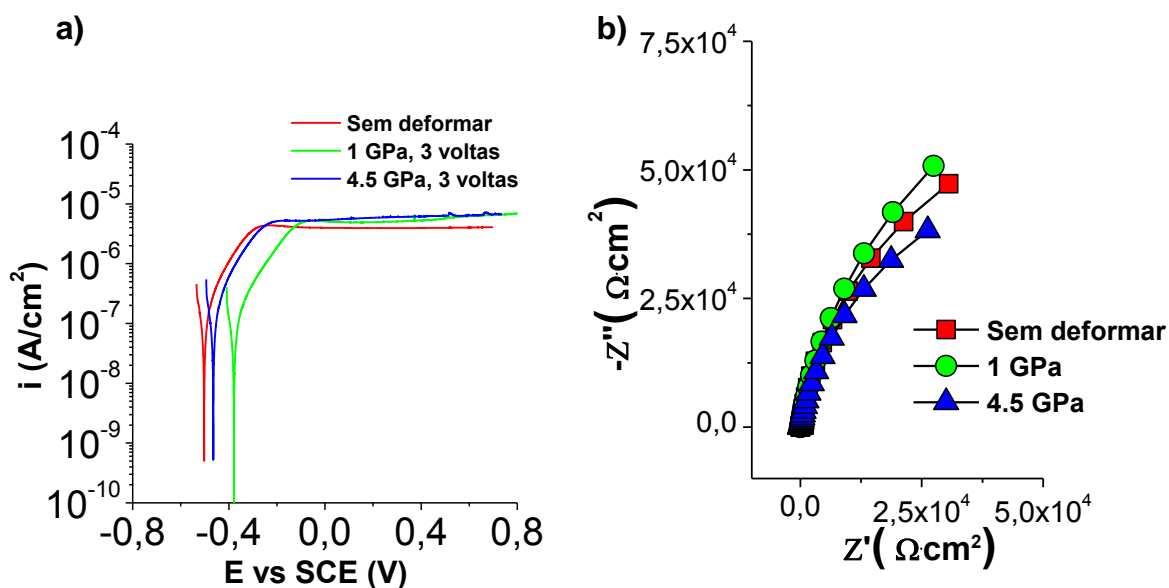 a)
Sem deformar
1 GPa, 3 voltas
4.5 GPa, 3 voltas
10⁻⁴
10⁻⁵
10⁻⁶
10⁻⁷
10⁻⁸
10⁻⁹
10⁻¹⁰
i (A/cm²)
-0,8 -0,4 0,0 0,4 0,8
E vs SCE (V)
b)
7,5x10⁴
5,0x10⁴
2,5x10⁴
0,0
-Z''( Ω·cm²)
Sem deformar
1 GPa
4.5 GPa
0,0 2,5x10⁴ 5,0x10⁴
Z'( Ω·cm²)